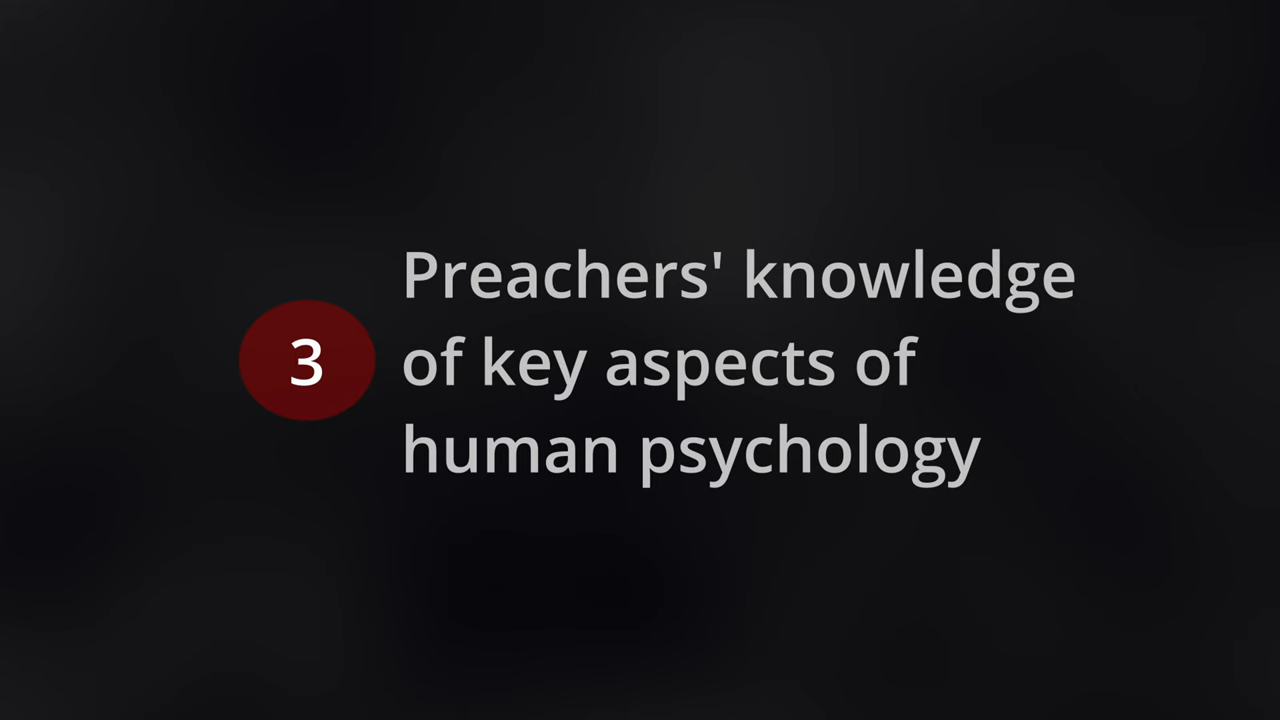 3
Preachers' knowledge
of key aspects of
human psychology